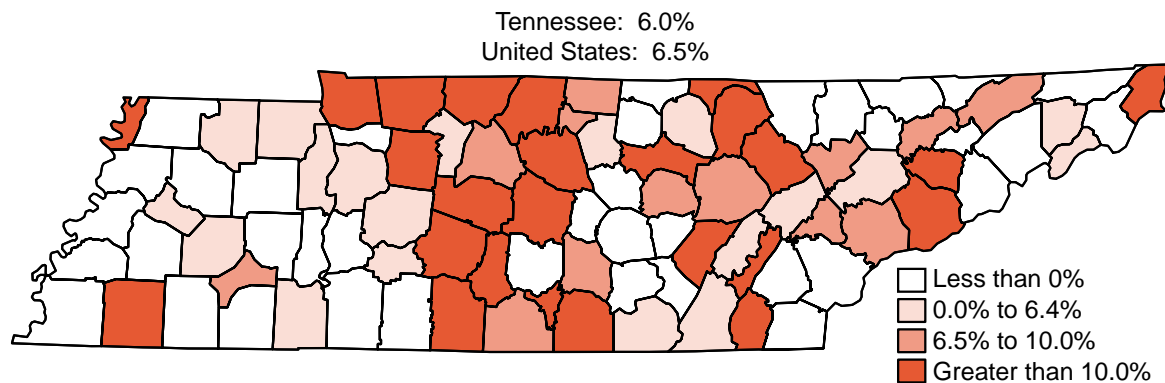 Tennessee: 6.0%
United States: 6.5%
Less than 0%
0.0% to 6.4%
6.5% to 10.0%
Greater than 10.0%